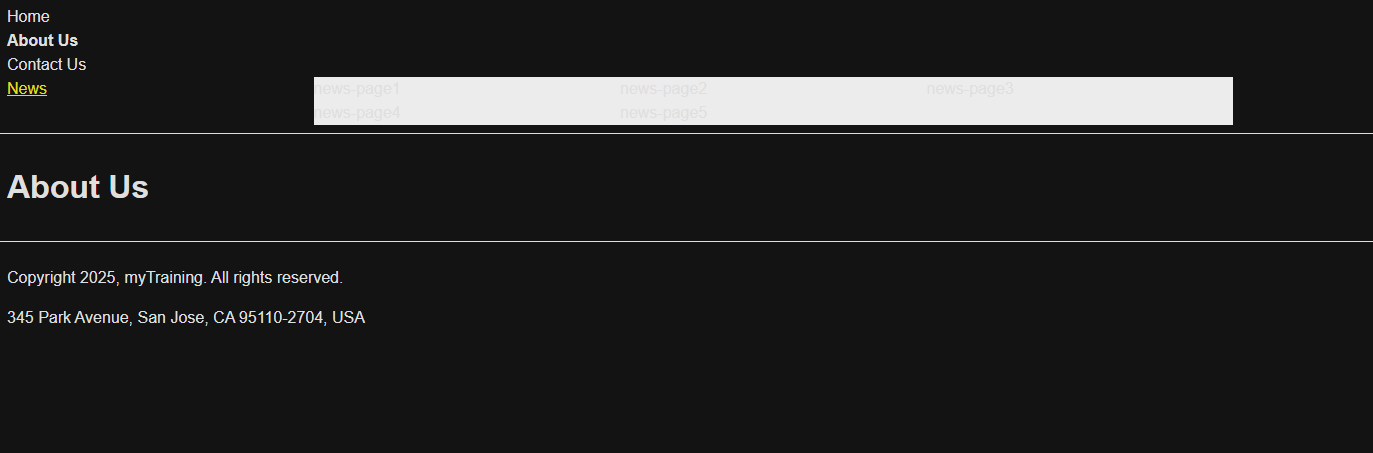 Home
About Us
Contact Us
News news-page1 news-page2 news-page3
news-page4 news-page5
About Us
Copyright 2025, myTraining. All rights reserved.
345 Park Avenue, San Jose, CA 95110-2704, USA